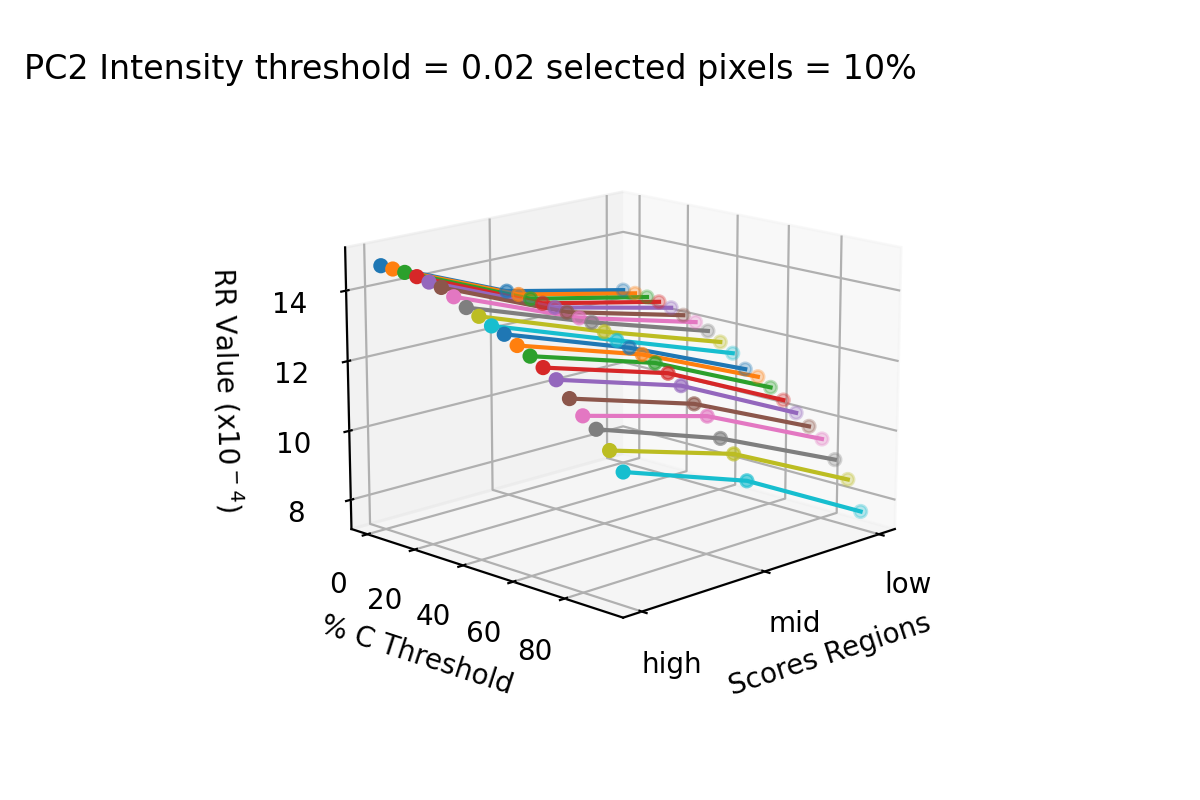 PC2 Intensity threshold = 0.02 selected pixels = 10%
RR Value (x10⁻⁴)
14
12
10
8
0
20
40
60
80
% C Threshold
high
mid
low
Scores Regions